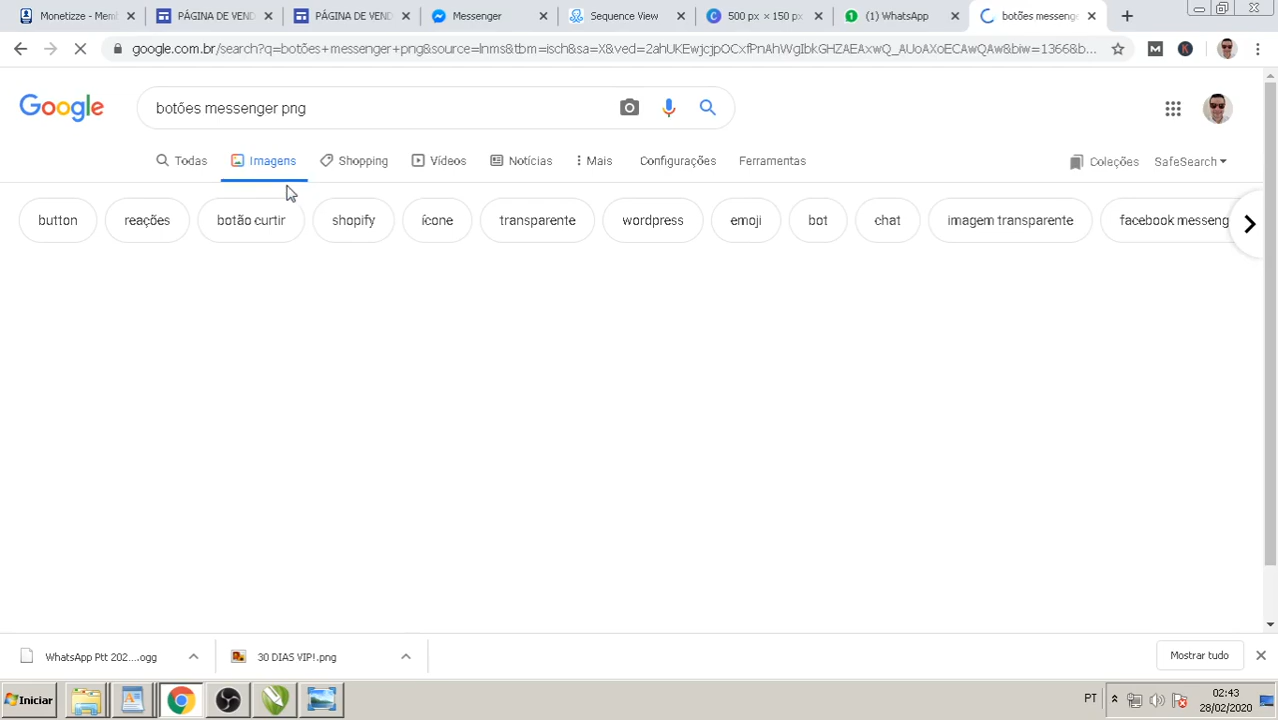 Monetizze - Meml
PÁGINA DE VEND
PÁGINA DE VEND
Messenger
Sequence View
500 px × 150 px
(1) WhatsApp
botões messenge
google.com.br/search?q=botões+messenger+png&source=lnms&tbm=isch&sa=X&ved=2ahUKEwjcjpOCxfPnAhWgIbkGHZAEAxwQ_AUoAXoECAwQAw&biw=1366&b...
Google
botões messenger png
Todas
Imagens
Shopping
Vídeos
Notícias
Mais
Configurações
Ferramentas
Coleções
SafeSearch
button
reações
botão curtir
shopify
ícone
transparente
wordpress
emoji
bot
chat
imagem transparente
facebook messeng
WhatsApp Ptt 202....ogg
30 DIAS VIP!.png
Mostrar tudo
Iniciar
PT
02:43
28/02/2020